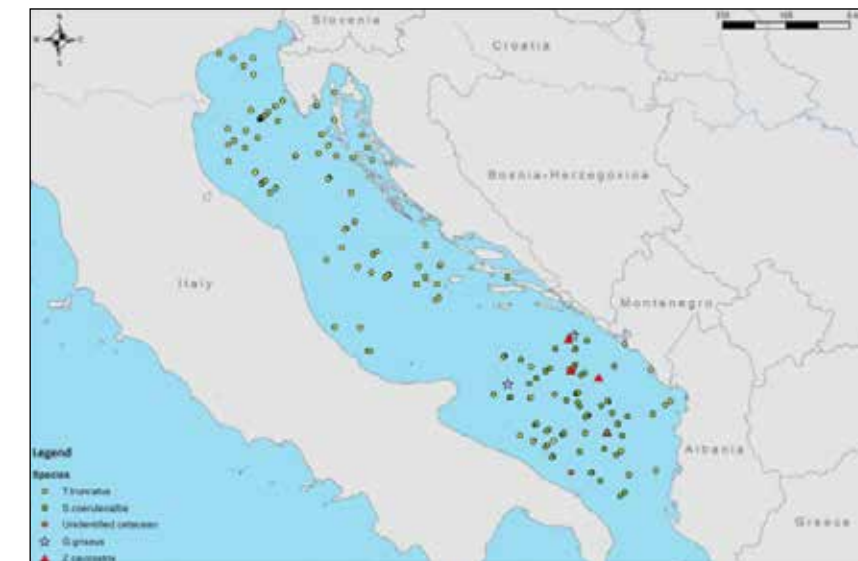 Slovenia
Croatia
Bosnia-Herzegovina
Italy
Montenegro
Albania
Greece
Legend
Species
T.truncatus
S.coeruleoalba
Unidentified cetacean
G.griseus
Z.cavirostris